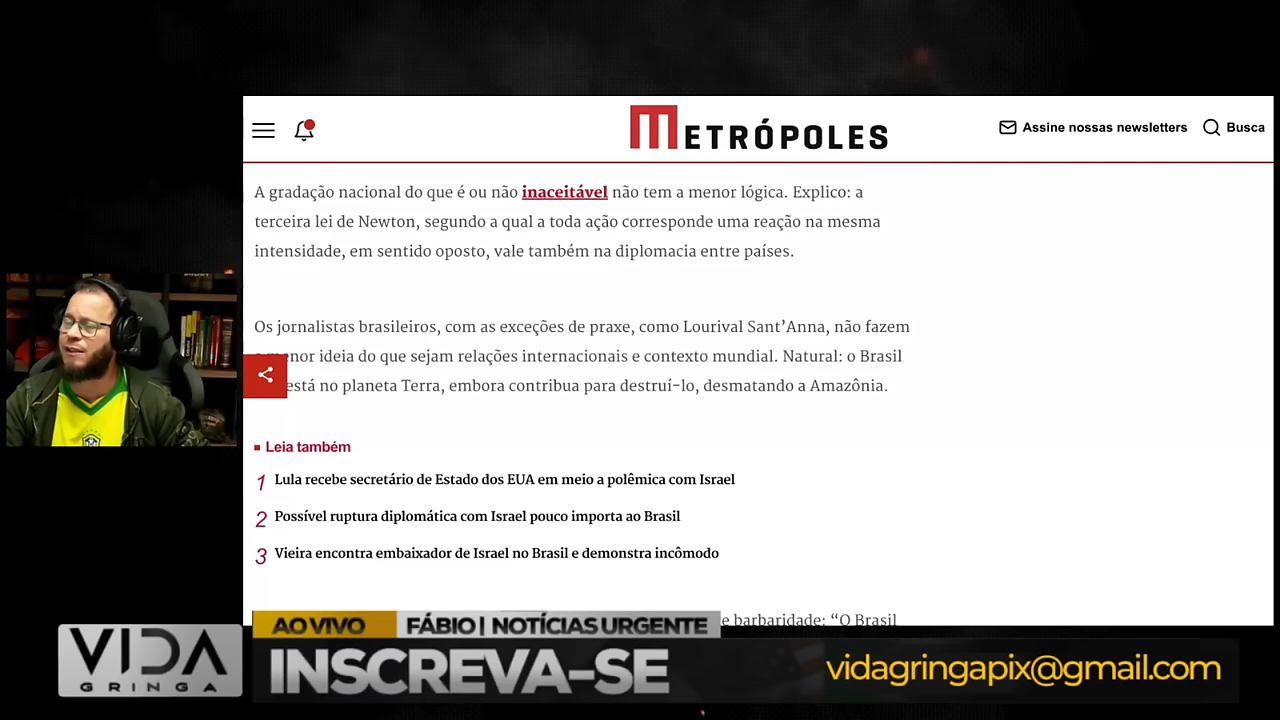 METRÓPOLES
Assine nossas newsletters
Busca
A gradação nacional do que é ou não inaceitável não tem a menor lógica. Explico: a
terceira lei de Newton, segundo a qual a toda ação corresponde uma reação na mesma
intensidade, em sentido oposto, vale também na diplomacia entre países.
Os jornalistas brasileiros, com as exceções de praxe, como Lourival Sant’Anna, não fazem
menor ideia do que sejam relações internacionais e contexto mundial. Natural: o Brasil
está no planeta Terra, embora contribua para destruí-lo, desmatando a Amazônia.
Leia também
1 Lula recebe secretário de Estado dos EUA em meio a polêmica com Israel
2 Possível ruptura diplomática com Israel pouco importa ao Brasil
3 Vieira encontra embaixador de Israel no Brasil e demonstra incômodo
e barbaridade: “O Brasil
AO VIVO
FÁBIO | NOTÍCIAS URGENTE
VIDA
GRINGA
INSCREVA-SE
vidagringapix@gmail.com